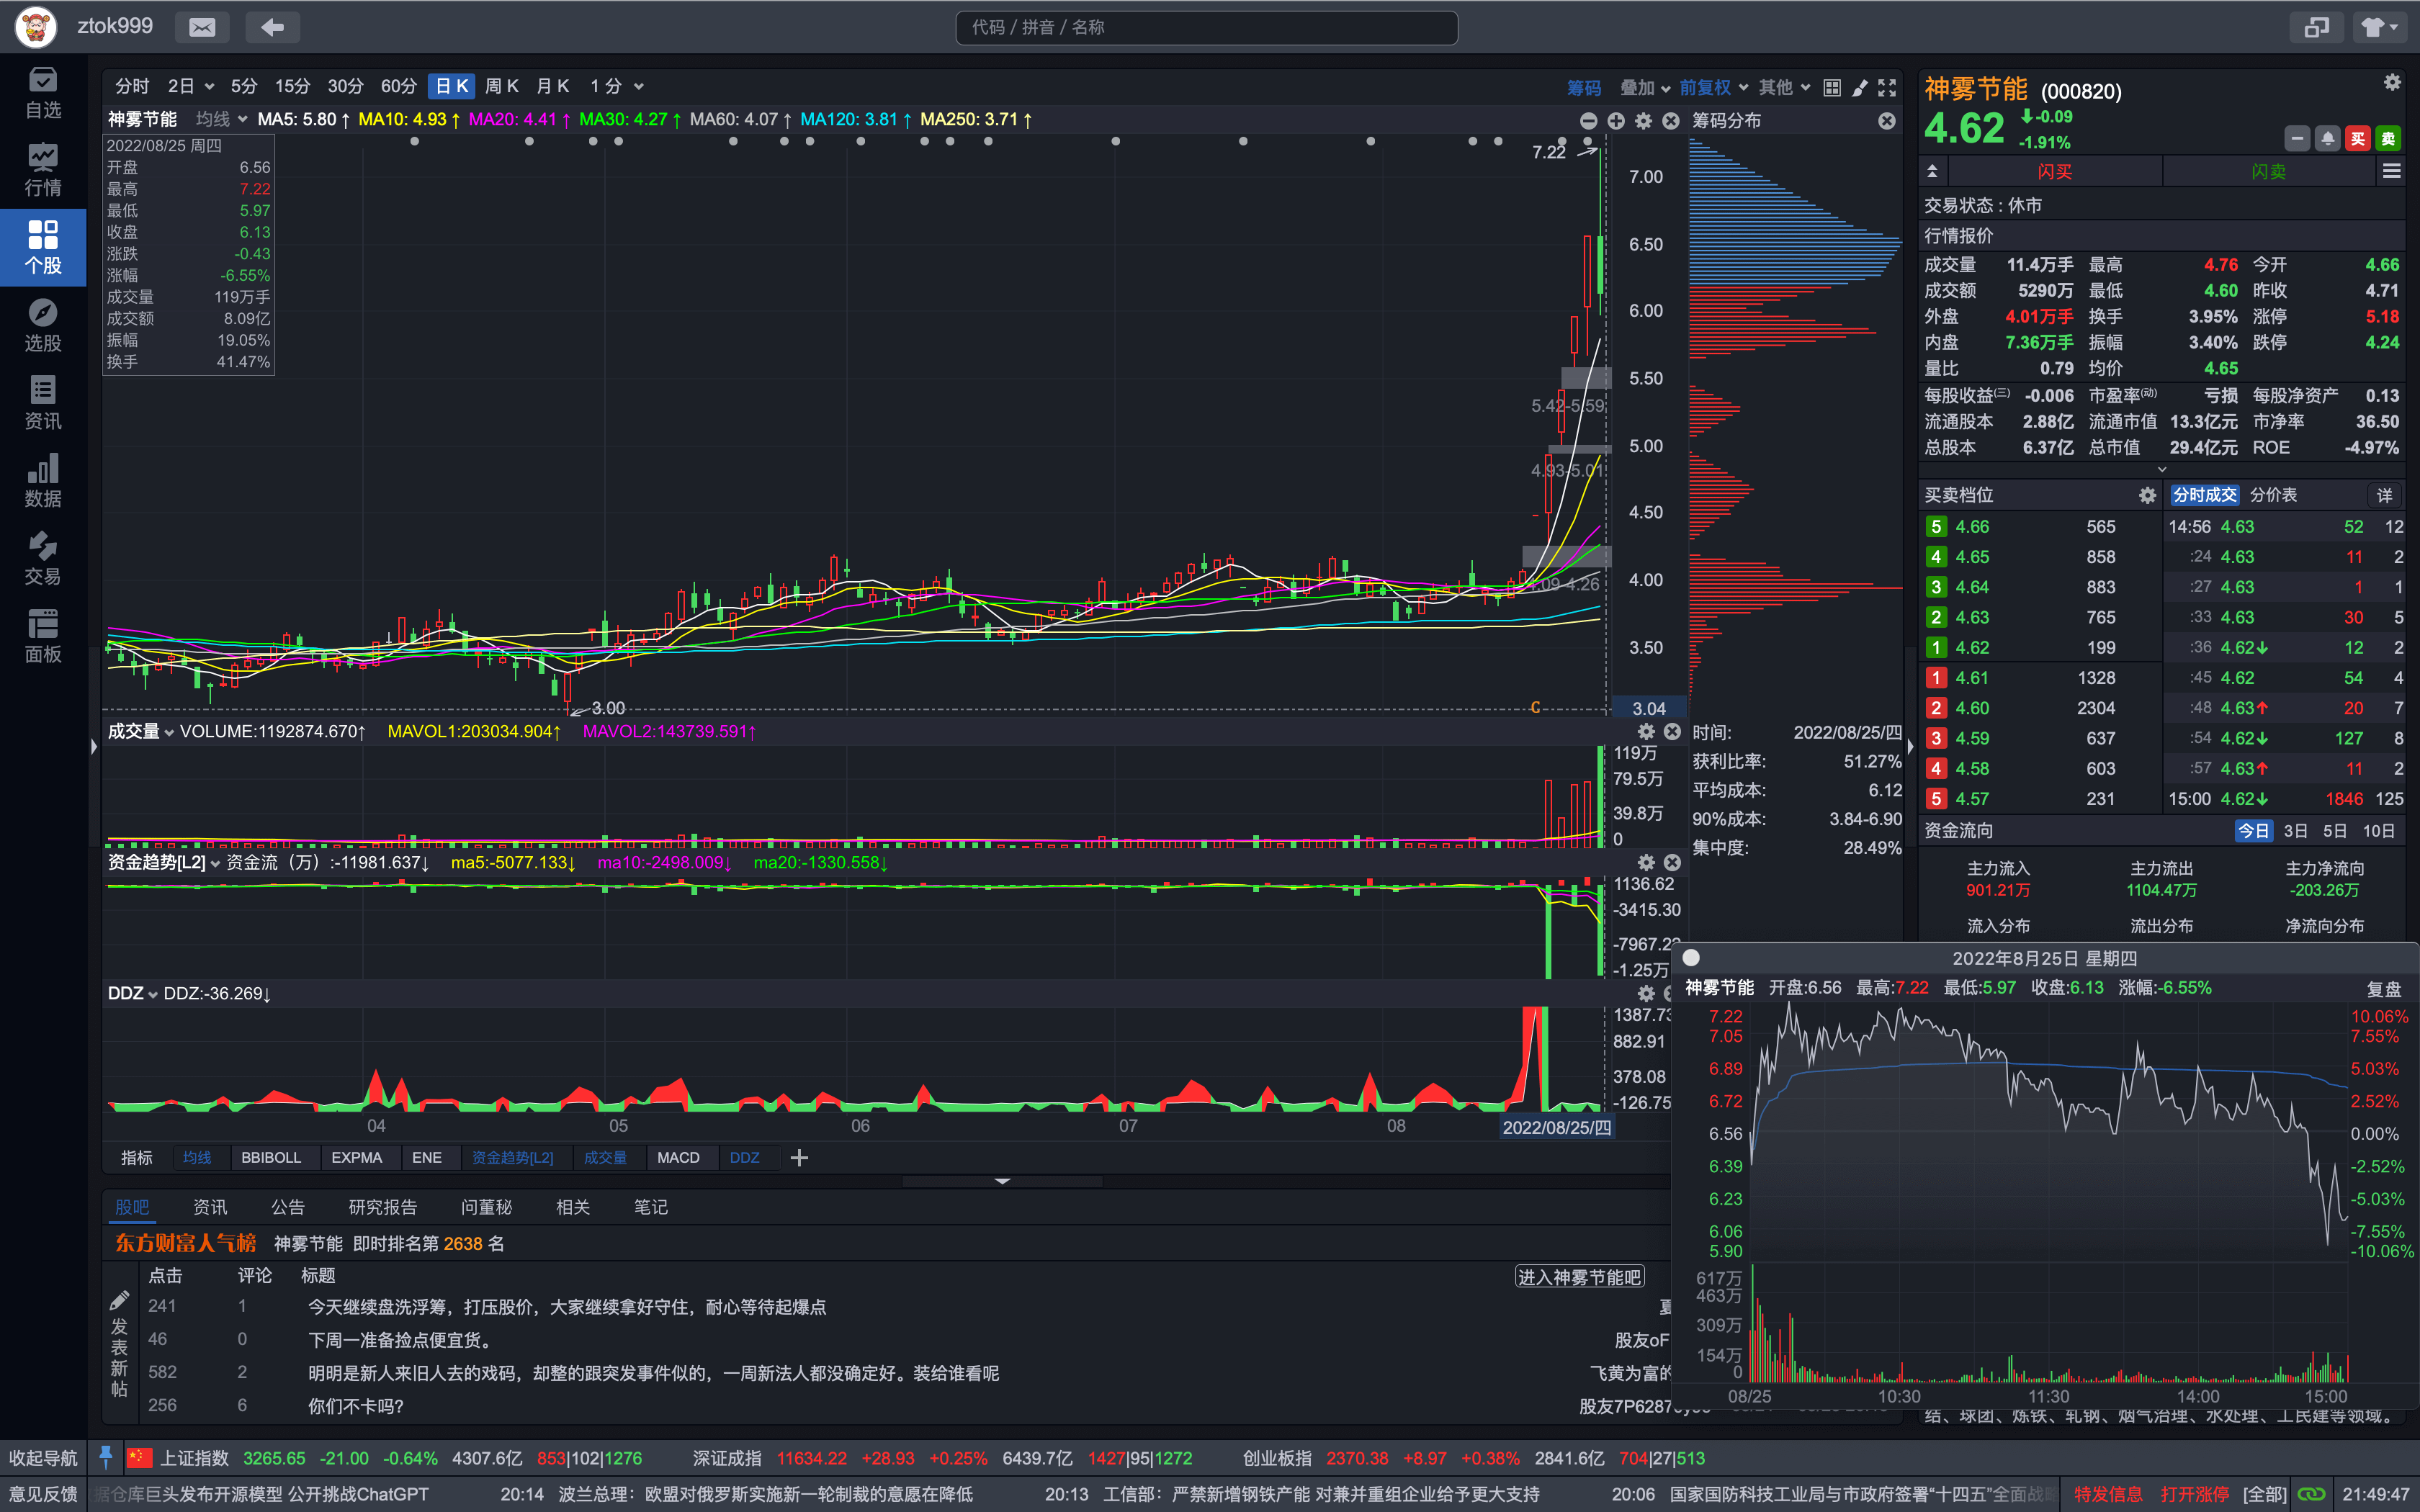 ztok999
代码 / 拼音 / 名称
自选
行情
个股
选股
资讯
数据
交易
面板
分时 2日 5分 15分 30分 60分 日K 周K 月K 1分
筹码 叠加 前复权 其他
神雾节能 均线 MA5: 5.80↑ MA10: 4.93↑ MA20: 4.41↑ MA30: 4.27↑ MA60: 4.07↑ MA120: 3.81↑ MA250: 3.71↑
筹码分布
2022/08/25 周四
开盘 6.56
最高 7.22
最低 5.97
收盘 6.13
涨跌 -0.43
涨幅 -6.55%
成交量 119万手
成交额 8.09亿
振幅 19.05%
换手 41.47%
7.22
7.00
6.50
6.00
5.50
5.42-5.59
5.00
4.93-5.01
4.50
4.00
4.09-4.26
3.50
3.00
C
3.04
成交量 VOLUME:1192874.670↑ MAVOL1:203034.904↑ MAVOL2:143739.591↑
119万
79.5万
39.8万
0
时间: 2022/08/25/四
获利比率: 51.27%
平均成本: 6.12
90%成本: 3.84-6.90
集中度: 28.49%
资金趋势[L2] 资金流（万）:-11981.637↓ ma5:-5077.133↓ ma10:-2498.009↓ ma20:-1330.558↓
1136.62
-3415.30
-7967.23
-1.25万
DDZ DDZ:-36.269↓
1387.73
882.91
378.08
-126.75
04 05 06 07 08 2022/08/25/四
指标 均线 BBIBOLL EXPMA ENE 资金趋势[L2] 成交量 MACD DDZ
股吧 资讯 公告 研究报告 问董秘 相关 笔记
东方财富人气榜 神雾节能 即时排名第 2638 名
点击 评论 标题 进入神雾节能吧
发表新帖
241 1 今天继续盘洗浮筹，打压股价，大家继续拿好守住，耐心等待起爆点
46 0 下周一准备捡点便宜货。 股友oF
582 2 明明是新人来旧人去的戏码，却整的跟突发事件似的，一周新法人都没确定好。装给谁看呢 飞黄为富的
256 6 你们不卡吗? 股友7P6287
神雾节能 (000820)
4.62 -0.09
-1.91%
买 卖
闪买 闪卖
交易状态 : 休市
行情报价
成交量 11.4万手 最高 4.76 今开 4.66
成交额 5290万 最低 4.60 昨收 4.71
外盘 4.01万手 换手 3.95% 涨停 5.18
内盘 7.36万手 振幅 3.40% 跌停 4.24
量比 0.79 均价 4.65
每股收益(三) -0.006 市盈率(动) 亏损 每股净资产 0.13
流通股本 2.88亿 流通市值 13.3亿元 市净率 36.50
总股本 6.37亿 总市值 29.4亿元 ROE -4.97%
买卖档位 分时成交 分价表 详
5 4.66 565 14:56 4.63 52 12
4 4.65 858 :24 4.63 11 2
3 4.64 883 :27 4.63 1 1
2 4.63 765 :33 4.63 30 5
1 4.62 199 :36 4.62↓ 12 2
1 4.61 1328 :45 4.62 54 4
2 4.60 2304 :48 4.63↑ 20 7
3 4.59 637 :54 4.62↓ 127 8
4 4.58 603 :57 4.63↑ 11 2
5 4.57 231 15:00 4.62↓ 1846 125
资金流向 今日 3日 5日 10日
主力流入 主力流出 主力净流向
901.21万 1104.47万 -203.26万
流入分布 流出分布 净流向分布
2022年8月25日 星期四
神雾节能 开盘:6.56 最高:7.22 最低:5.97 收盘:6.13 涨幅:-6.55% 复盘
7.22 10.06%
7.05 7.55%
6.89 5.03%
6.72 2.52%
6.56 0.00%
6.39 -2.52%
6.23 -5.03%
6.06 -7.55%
5.90 -10.06%
617万
463万
309万
154万
0
08/25 10:30 11:30 14:00 15:00
结、球团、炼铁、轧钢、烟气治理、水处理、工民建等领域。
收起导航 上证指数 3265.65 -21.00 -0.64% 4307.6亿 853|102|1276 深证成指 11634.22 +28.93 +0.25% 6439.7亿 1427|95|1272 创业板指 2370.38 +8.97 +0.38% 2841.6亿 704|27|513
意见反馈 据仓库巨头发布开源模型 公开挑战ChatGPT 20:14 波兰总理：欧盟对俄罗斯实施新一轮制裁的意愿在降低 20:13 工信部：严禁新增钢铁产能 对兼并重组企业给予更大支持 20:06 国家国防科技工业局与市政府签署“十四五”全面战略 特发信息 打开涨停 [全部] 21:49:47